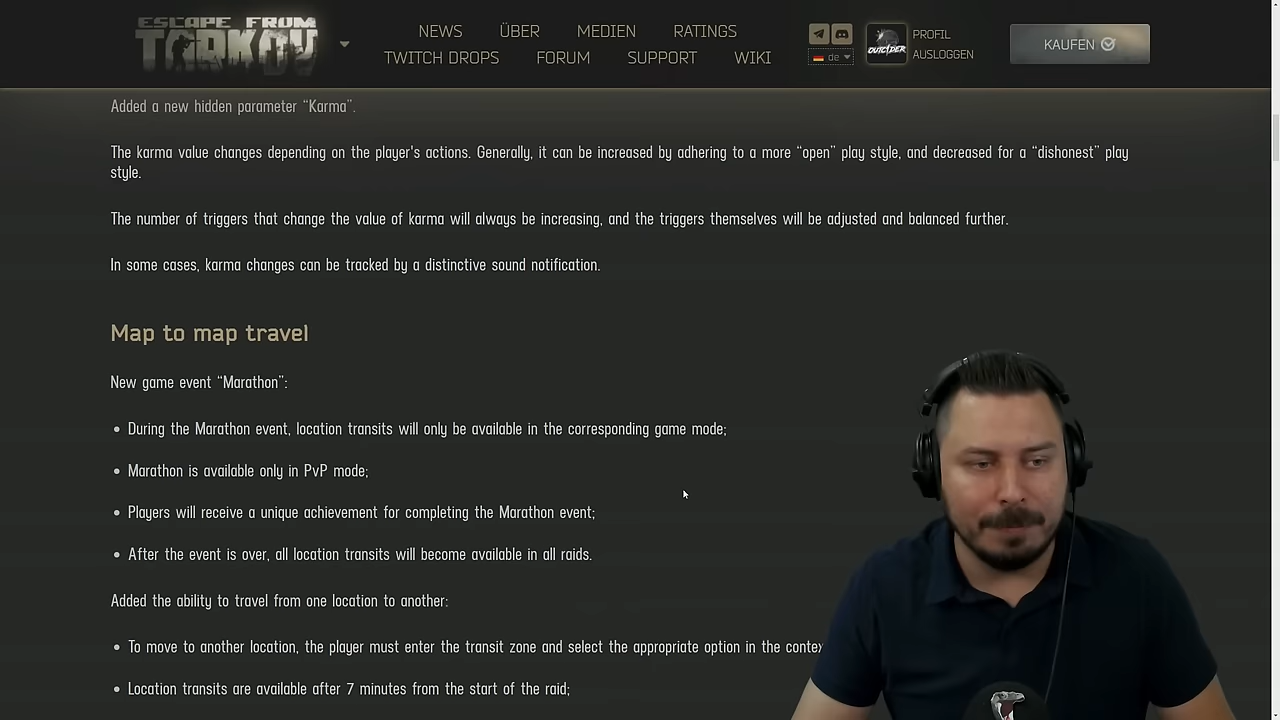 ESCAPE FROM
TARKOV
NEWS ÜBER MEDIEN RATINGS
TWITCH DROPS FORUM SUPPORT WIKI
de
OUTCIDER
PROFIL
AUSLOGGEN
KAUFEN
Added a new hidden parameter “Karma”.
The karma value changes depending on the player's actions. Generally, it can be increased by adhering to a more “open” play style, and decreased for a “dishonest” play
style.
The number of triggers that change the value of karma will always be increasing, and the triggers themselves will be adjusted and balanced further.
In some cases, karma changes can be tracked by a distinctive sound notification.
Map to map travel
New game event “Marathon”:
During the Marathon event, location transits will only be available in the corresponding game mode;
Marathon is available only in PvP mode;
Players will receive a unique achievement for completing the Marathon event;
After the event is over, all location transits will become available in all raids.
Added the ability to travel from one location to another:
To move to another location, the player must enter the transit zone and select the appropriate option in the contex
Location transits are available after 7 minutes from the start of the raid;